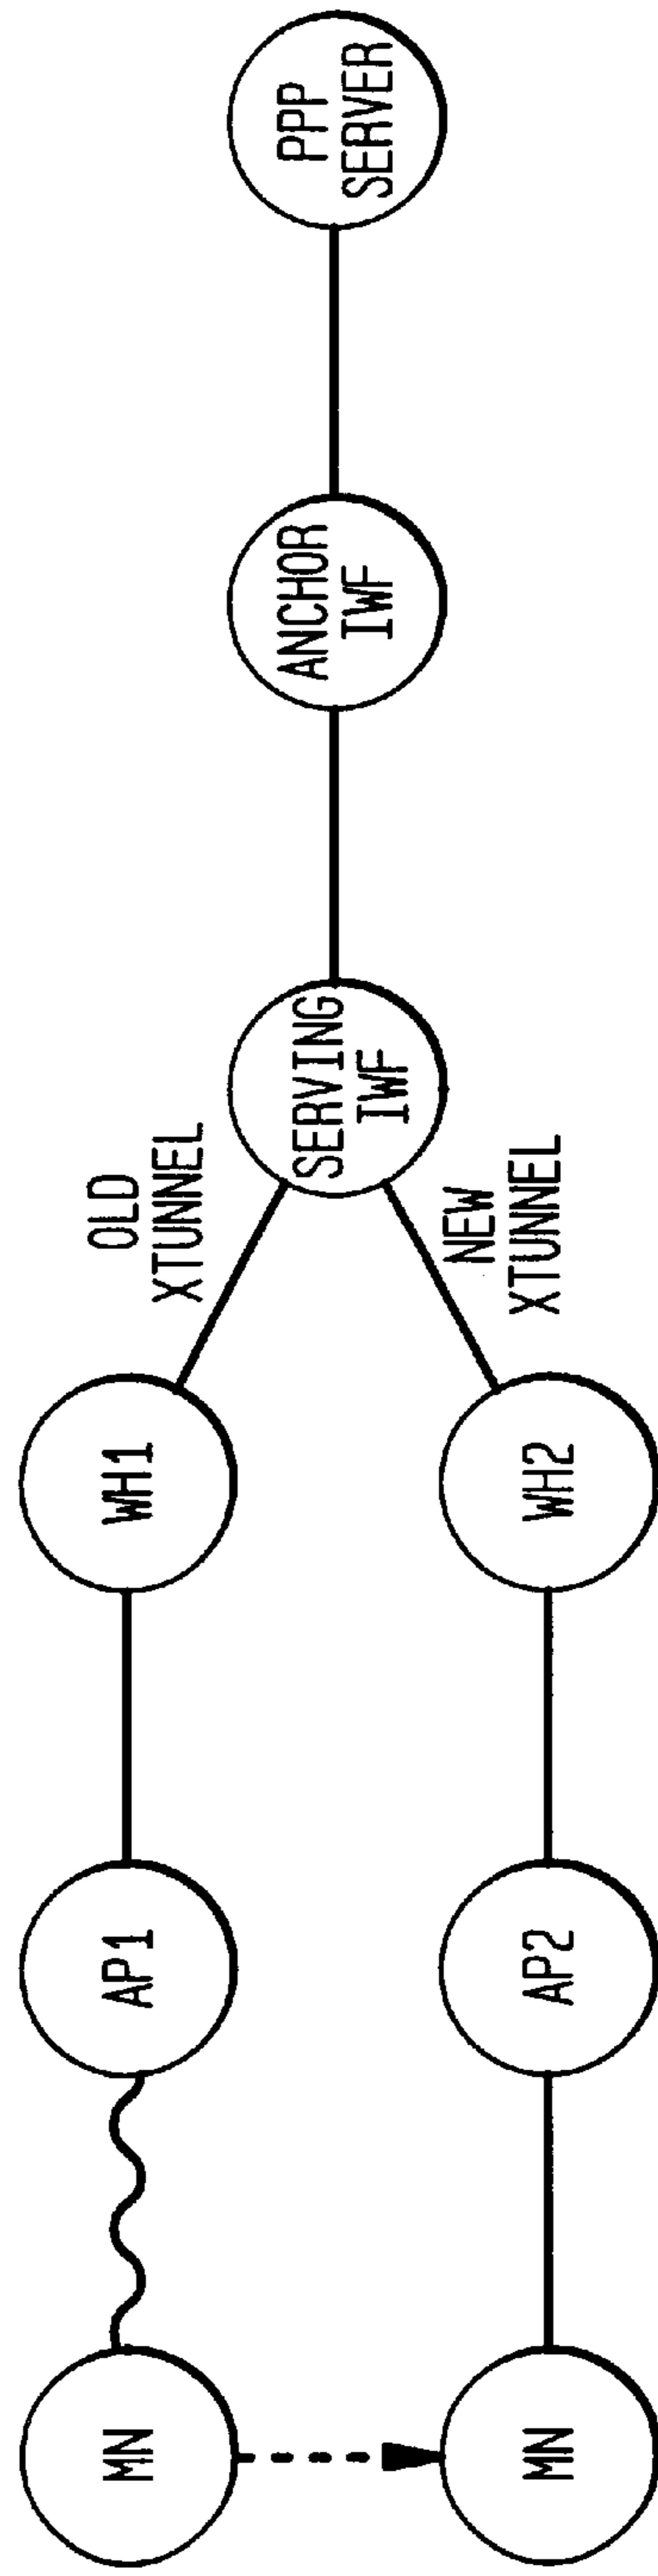 MN
AP1
WH1
OLD
XTUNNEL
SERVING
IWF
ANCHOR
IWF
PPP
SERVER
MN
AP2
WH2
NEW
XTUNNEL